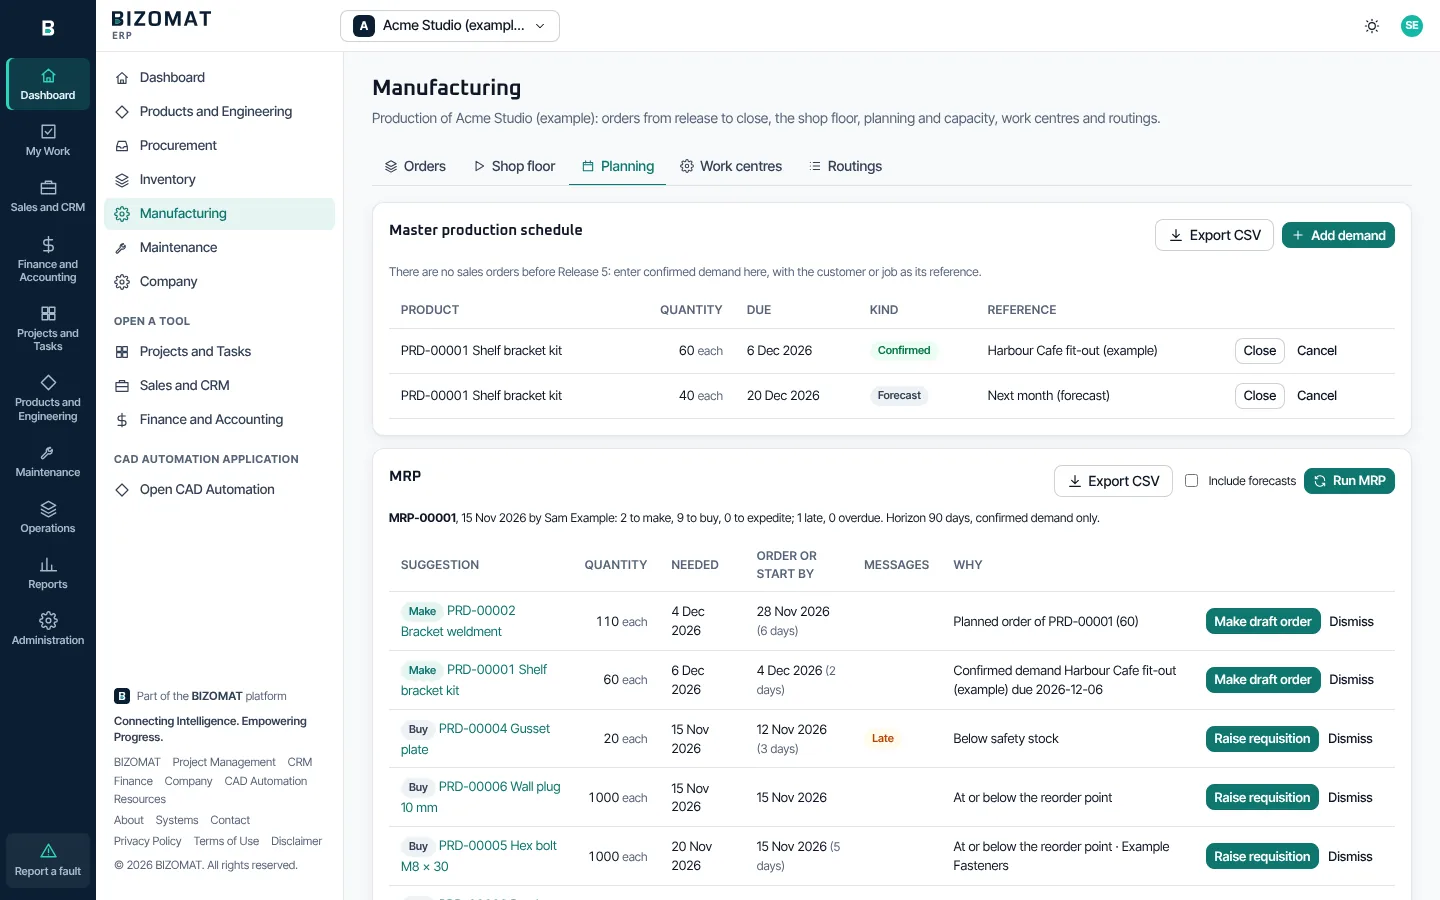 B
Dashboard
My Work
Sales and CRM
Finance and
Accounting
Projects and
Tasks
Products and
Engineering
Maintenance
Operations
Reports
Administration
Report a fault
BIZOMAT
ERP
Dashboard
Products and Engineering
Procurement
Inventory
Manufacturing
Maintenance
Company
OPEN A TOOL
Projects and Tasks
Sales and CRM
Finance and Accounting
CAD AUTOMATION APPLICATION
Open CAD Automation
B Part of the BIZOMAT platform
Connecting Intelligence. Empowering
Progress.
BIZOMAT Project Management CRM
Finance Company CAD Automation
Resources
About Systems Contact
Privacy Policy Terms of Use Disclaimer
© 2026 BIZOMAT. All rights reserved.
A Acme Studio (exampl...
SE
Manufacturing
Production of Acme Studio (example): orders from release to close, the shop floor, planning and capacity, work centres and routings.
Orders Shop floor Planning Work centres Routings
Master production schedule
Export CSV + Add demand
There are no sales orders before Release 5: enter confirmed demand here, with the customer or job as its reference.
PRODUCT QUANTITY DUE KIND REFERENCE
PRD-00001 Shelf bracket kit 60 each 6 Dec 2026 Confirmed Harbour Cafe fit-out (example) Close Cancel
PRD-00001 Shelf bracket kit 40 each 20 Dec 2026 Forecast Next month (forecast) Close Cancel
MRP
Export CSV Include forecasts Run MRP
MRP-00001, 15 Nov 2026 by Sam Example: 2 to make, 9 to buy, 0 to expedite; 1 late, 0 overdue. Horizon 90 days, confirmed demand only.
SUGGESTION QUANTITY NEEDED ORDER OR START BY MESSAGES WHY
Make PRD-00002 4 Dec 28 Nov 2026
Bracket weldment 110 each 2026 (6 days) Planned order of PRD-00001 (60) Make draft order Dismiss
Make PRD-00001 Shelf 6 Dec 4 Dec 2026 (2 Confirmed demand Harbour Cafe fit-out
bracket kit 60 each 2026 days) (example) due 2026-12-06 Make draft order Dismiss
Buy PRD-00004 Gusset 15 Nov 12 Nov 2026
plate 20 each 2026 (3 days) Late Below safety stock Raise requisition Dismiss
Buy PRD-00006 Wall plug 15 Nov
10 mm 1000 each 2026 15 Nov 2026 At or below the reorder point Raise requisition Dismiss
Buy PRD-00005 Hex bolt 20 Nov 15 Nov 2026 (5 At or below the reorder point · Example
M8 × 30 1000 each 2026 days) Fasteners Raise requisition Dismiss